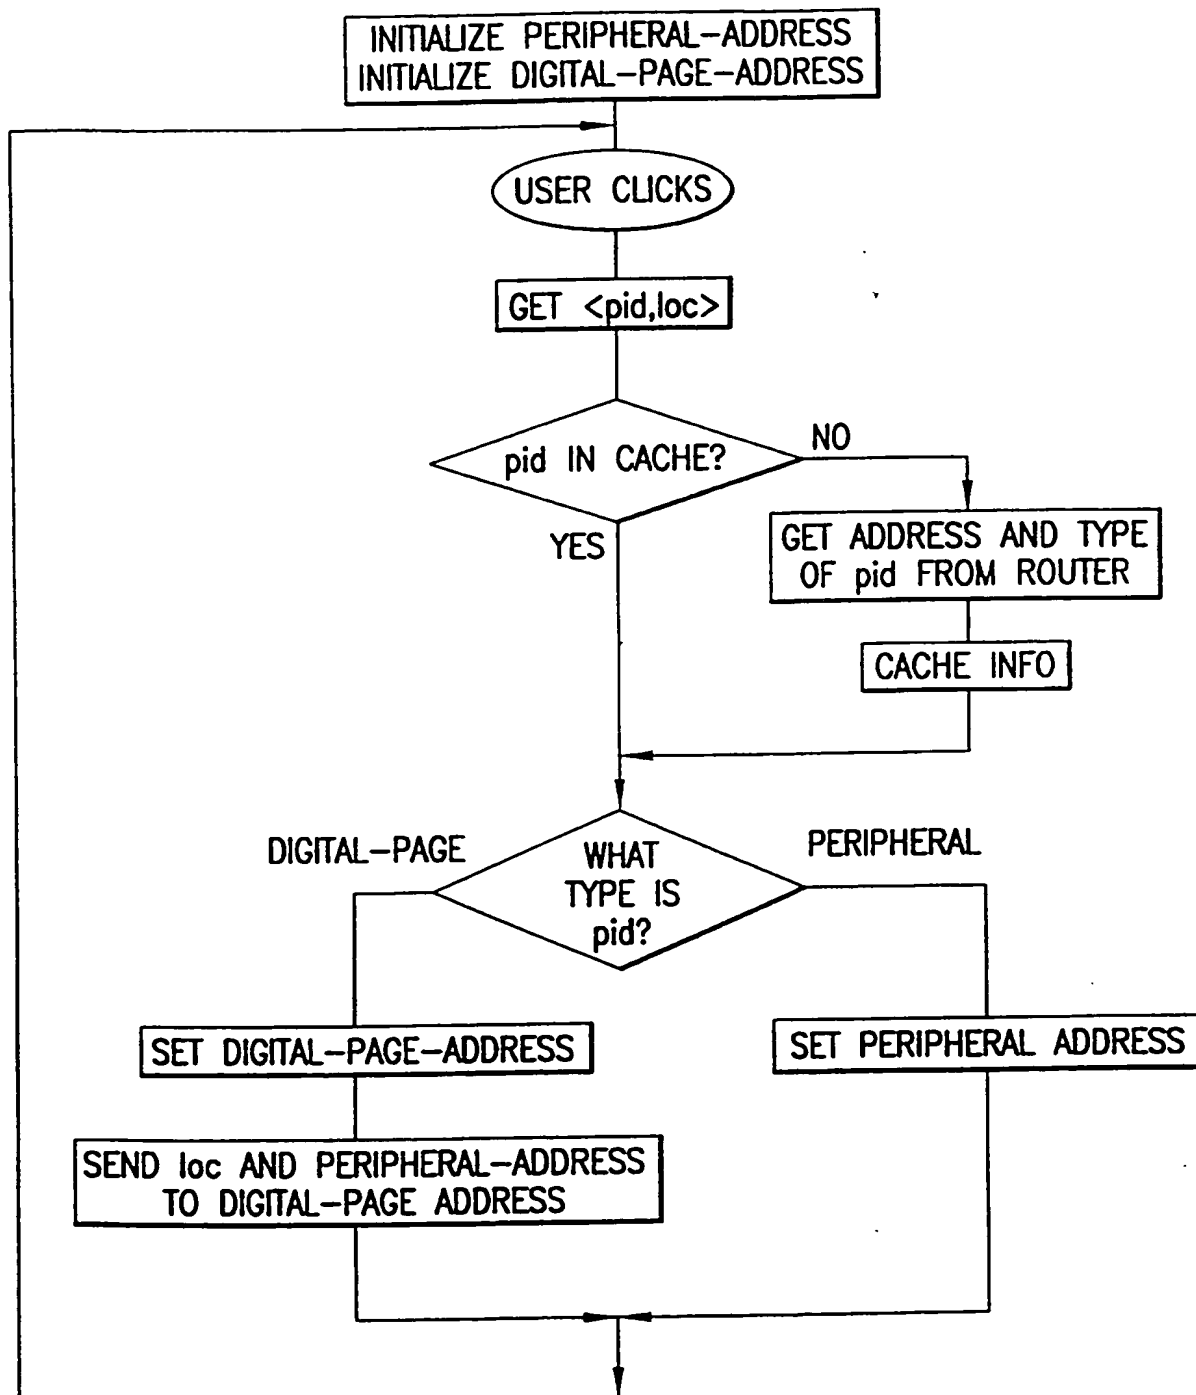 INITIALIZE PERIPHERAL-ADDRESS
INITIALIZE DIGITAL-PAGE-ADDRESS
USER CLICKS
GET <pid,loc>
pid IN CACHE?
NO
YES
GET ADDRESS AND TYPE
OF pid FROM ROUTER
CACHE INFO
DIGITAL-PAGE
WHAT
TYPE IS
pid?
PERIPHERAL
SET DIGITAL-PAGE-ADDRESS
SET PERIPHERAL ADDRESS
SEND loc AND PERIPHERAL-ADDRESS
TO DIGITAL-PAGE ADDRESS